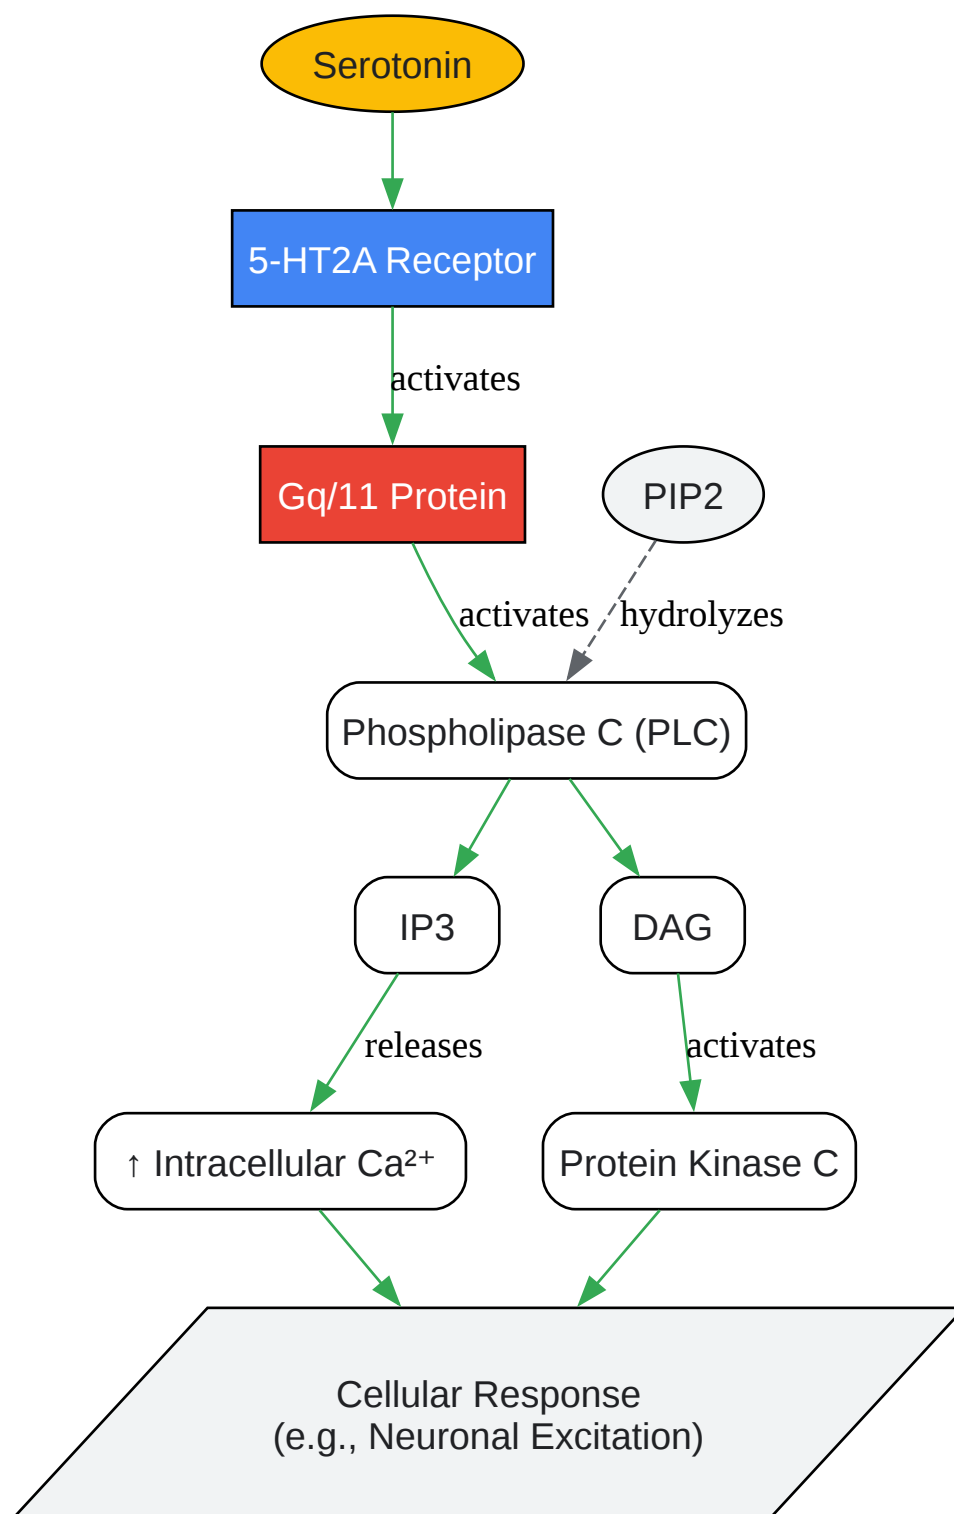 Serotonin
5-HT2A Receptor
activates
Gq/11 Protein
PIP2
activates
hydrolyzes
Phospholipase C (PLC)
IP3
DAG
releases
activates
↑ Intracellular Ca²⁺
Protein Kinase C
Cellular Response
(e.g., Neuronal Excitation)